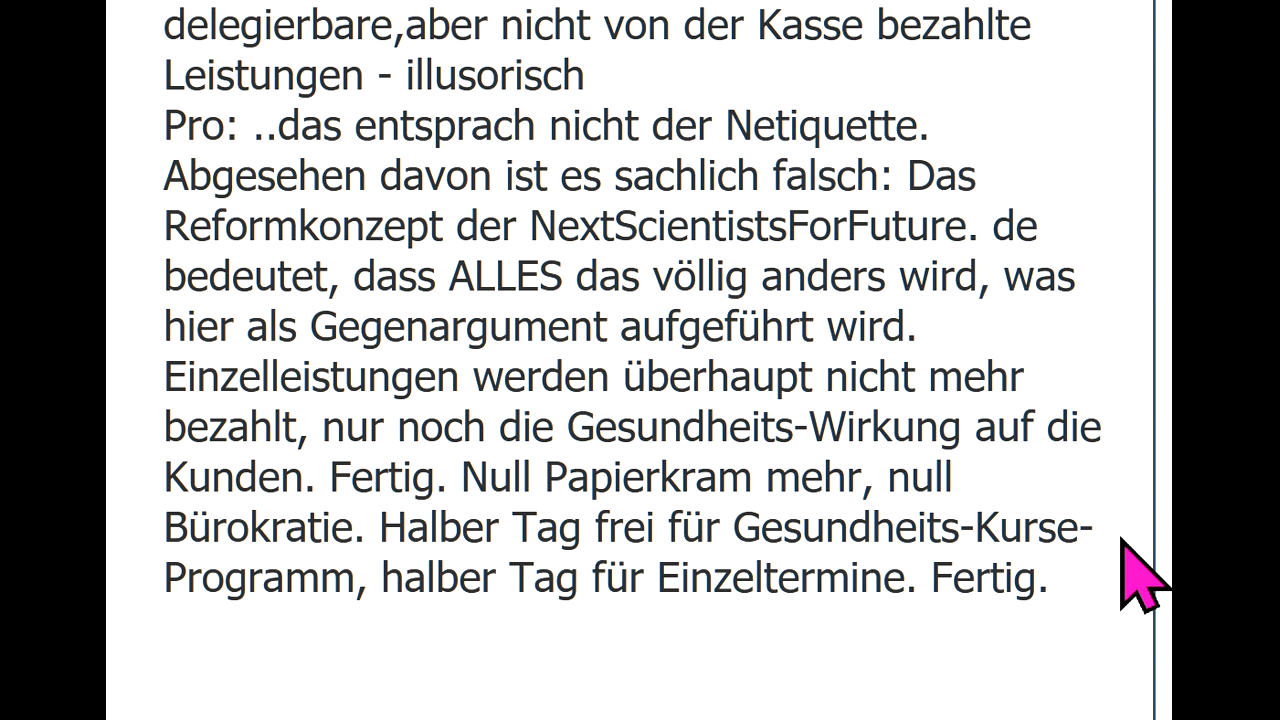 delegierbare,aber nicht von der Kasse bezahlte
Leistungen - illusorisch
Pro: ..das entsprach nicht der Netiquette.
Abgesehen davon ist es sachlich falsch: Das
Reformkonzept der NextScientistsForFuture. de
bedeutet, dass ALLES das völlig anders wird, was
hier als Gegenargument aufgeführt wird.
Einzelleistungen werden überhaupt nicht mehr
bezahlt, nur noch die Gesundheits-Wirkung auf die
Kunden. Fertig. Null Papierkram mehr, null
Bürokratie. Halber Tag frei für Gesundheits-Kurse-
Programm, halber Tag für Einzeltermine. Fertig.